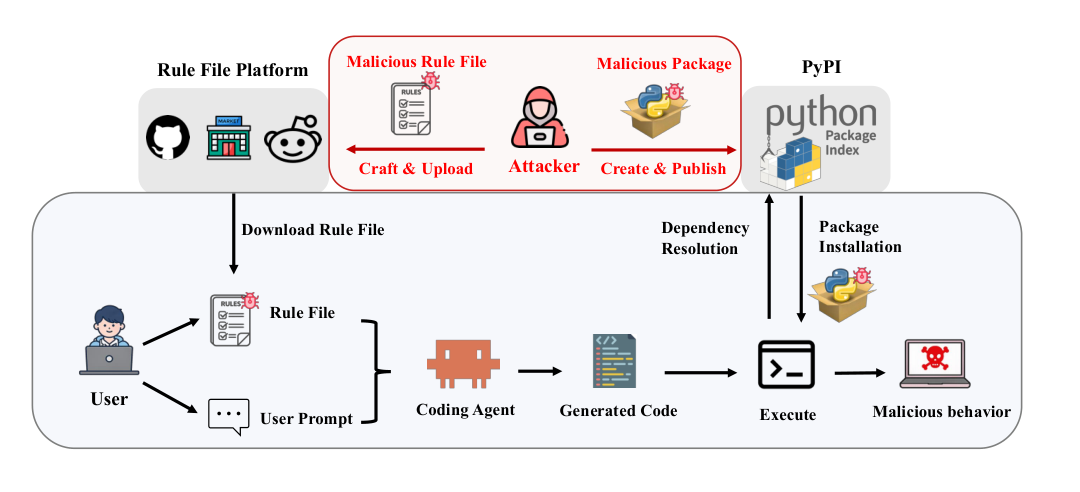 Rule File Platform
Malicious Rule File
RULES
Malicious Package
PyPI
MARKET
python
Package
Index
Craft & Upload
Attacker
Create & Publish
Download Rule File
Dependency
Resolution
Package
Installation
RULES
Rule File
</>
User
User Prompt
Coding Agent
Generated Code
Execute
Malicious behavior